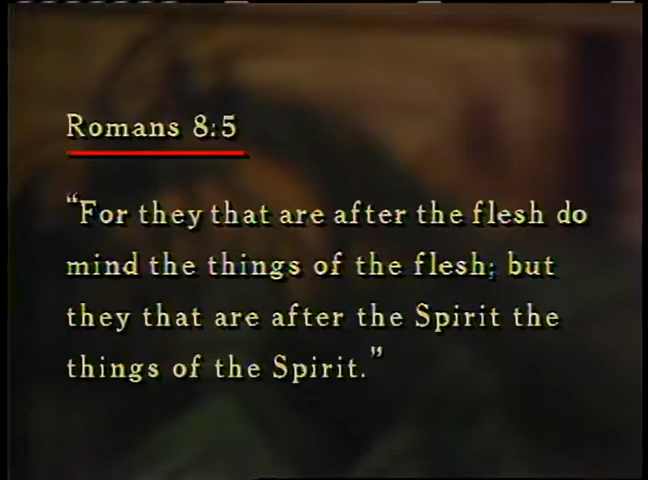 Romans 8:5
“For they that are after the flesh do
mind the things of the flesh; but
they that are after the Spirit the
things of the Spirit.”